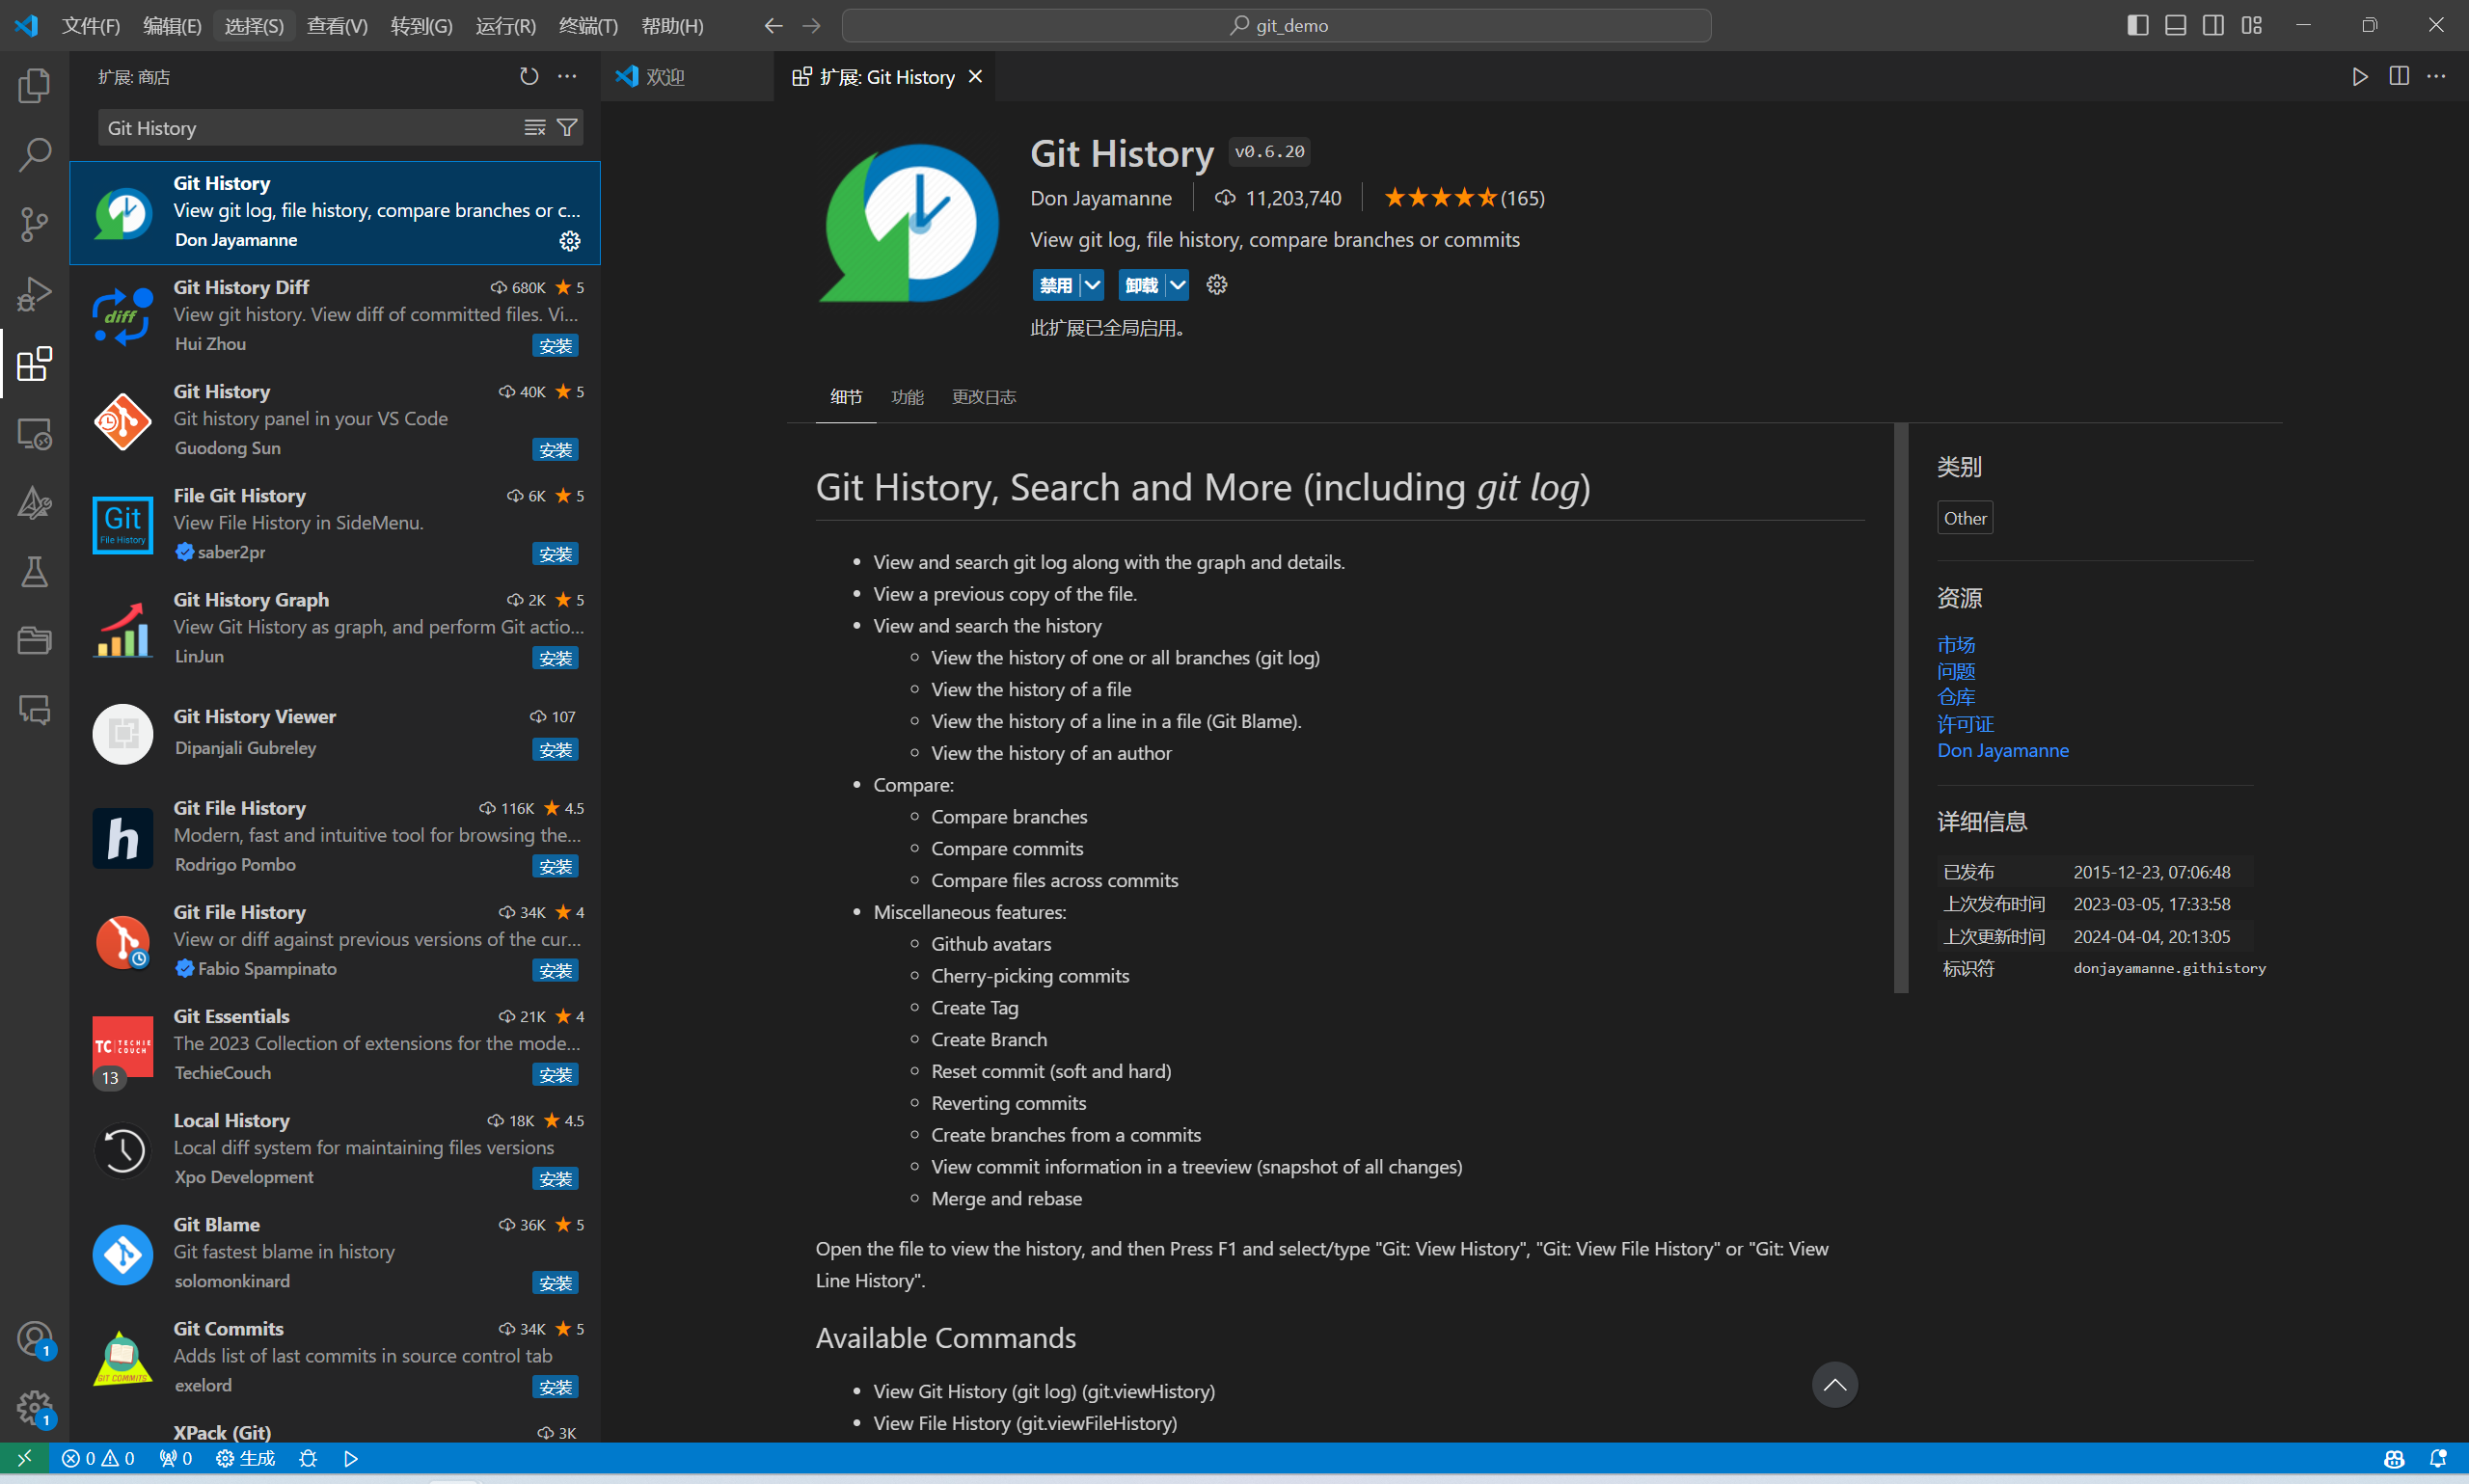 文件(F) 编辑(E) 选择(S) 查看(V) 转到(G) 运行(R) 终端(T) 帮助(H) git_demo
扩展: 商店
Git History
Git History
View git log, file history, compare branches or c...
Don Jayamanne
Git History Diff 680K 5
View git history. View diff of committed files. Vi...
Hui Zhou 安装
Git History 40K 5
Git history panel in your VS Code
Guodong Sun 安装
File Git History 6K 5
View File History in SideMenu.
saber2pr 安装
Git
File History
Git History Graph 2K 5
View Git History as graph, and perform Git actio...
LinJun 安装
Git History Viewer 107
Dipanjali Gubreley 安装
Git File History 116K 4.5
Modern, fast and intuitive tool for browsing the...
Rodrigo Pombo 安装
h
Git File History 34K 4
View or diff against previous versions of the cur...
Fabio Spampinato 安装
Git Essentials 21K 4
The 2023 Collection of extensions for the mode...
TechieCouch 安装
TC TECHIE
COUCH
13
Local History 18K 4.5
Local diff system for maintaining files versions
Xpo Development 安装
Git Blame 36K 5
Git fastest blame in history
solomonkinard 安装
Git Commits 34K 5
Adds list of last commits in source control tab
exelord 安装
GIT COMMITS
XPack (Git) 3K
diff
1
1
欢迎 扩展: Git History
Git History v0.6.20
Don Jayamanne 11,203,740 (165)
View git log, file history, compare branches or commits
禁用 卸载
此扩展已全局启用。
细节 功能 更改日志
Git History, Search and More (including git log)
• View and search git log along with the graph and details.
• View a previous copy of the file.
• View and search the history
◦ View the history of one or all branches (git log)
◦ View the history of a file
◦ View the history of a line in a file (Git Blame).
◦ View the history of an author
• Compare:
◦ Compare branches
◦ Compare commits
◦ Compare files across commits
• Miscellaneous features:
◦ Github avatars
◦ Cherry-picking commits
◦ Create Tag
◦ Create Branch
◦ Reset commit (soft and hard)
◦ Reverting commits
◦ Create branches from a commits
◦ View commit information in a treeview (snapshot of all changes)
◦ Merge and rebase
Open the file to view the history, and then Press F1 and select/type "Git: View History", "Git: View File History" or "Git: View
Line History".
Available Commands
• View Git History (git log) (git.viewHistory)
• View File History (git.viewFileHistory)
类别
Other
资源
市场
问题
仓库
许可证
Don Jayamanne
详细信息
已发布 2015-12-23, 07:06:48
上次发布时间 2023-03-05, 17:33:58
上次更新时间 2024-04-04, 20:13:05
标识符 donjayamanne.githistory
0 0 0 生成